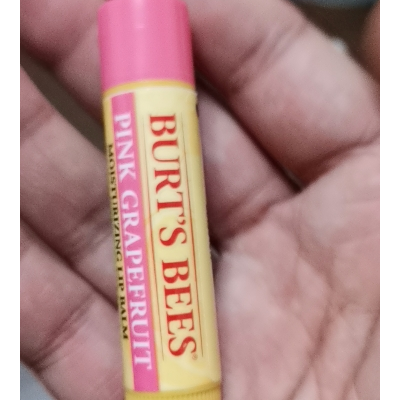 BURT'S BEES®
PINK GRAPEFRUIT
MOISTURIZING LIP BALM